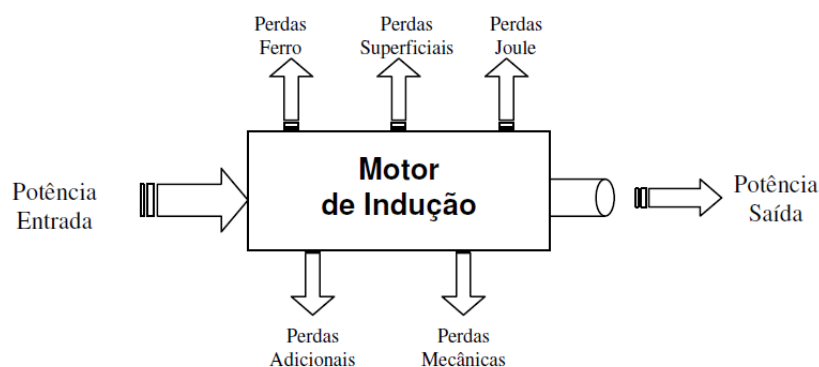 Perdas
Ferro
Perdas
Superficiais
Perdas
Joule
Potência
Entrada
Motor
de Indução
Potência
Saída
Perdas
Adicionais
Perdas
Mecânicas